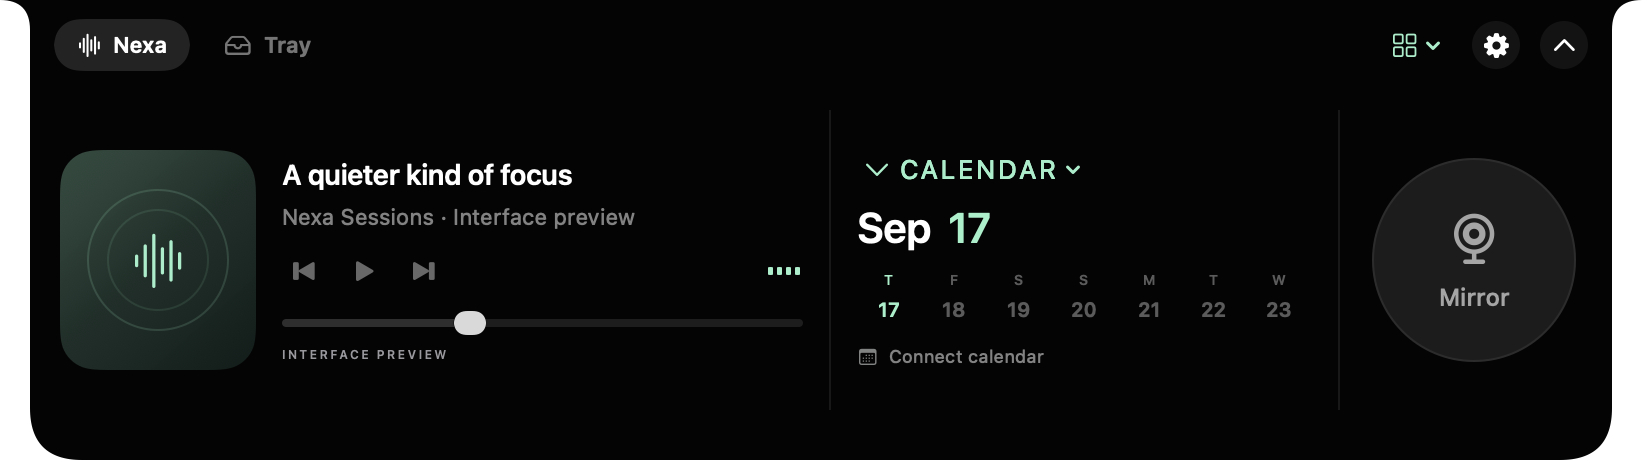 Nexa
Tray
A quieter kind of focus
Nexa Sessions · Interface preview
INTERFACE PREVIEW
CALENDAR
Sep 17
T F S S M T W
17 18 19 20 21 22 23
Connect calendar
Mirror